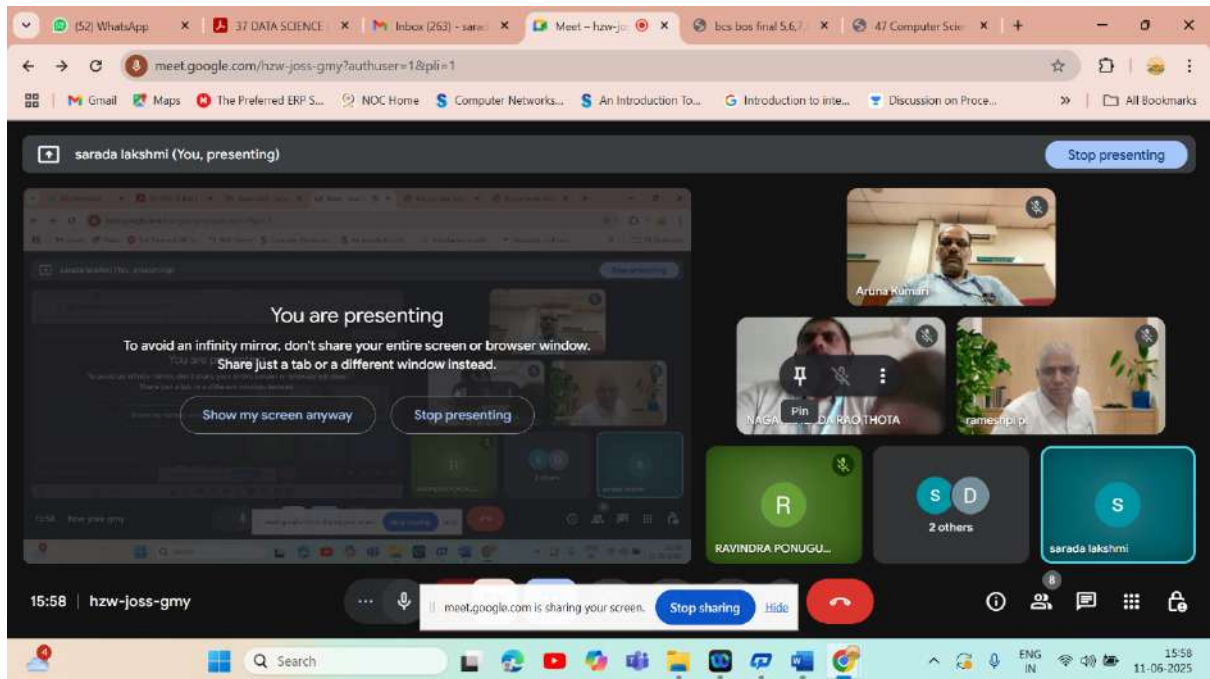 (52) WhatsApp
37 DATA SCIENCE
Inbox (263) - sara
Meet – hzw-jo
bcs bos final 5,6,7
47 Computer Scie
meet.google.com/hzw-joss-gmy?authuser=1&pli=1
Gmail
Maps
The Preferred ERP S...
NOC Home
Computer Networks...
An Introduction To...
Introduction to inte...
Discussion on Proce...
All Bookmarks
sarada lakshmi (You, presenting)
Stop presenting
You are presenting
To avoid an infinity mirror, don't share your entire screen or browser window.
Share just a tab or a different window instead.
Show my screen anyway
Stop presenting
Aruna Kumari
Pin
NAGA DA RAO THOTA
rameshpl pl
R
RAVINDRA PONUGU...
S D
2 others
S
sarada lakshmi
15:58 | hzw-joss-gmy
meet.google.com is sharing your screen.
Stop sharing
Hide
8
4
Search
ENG
IN
15:58
11-06-2025